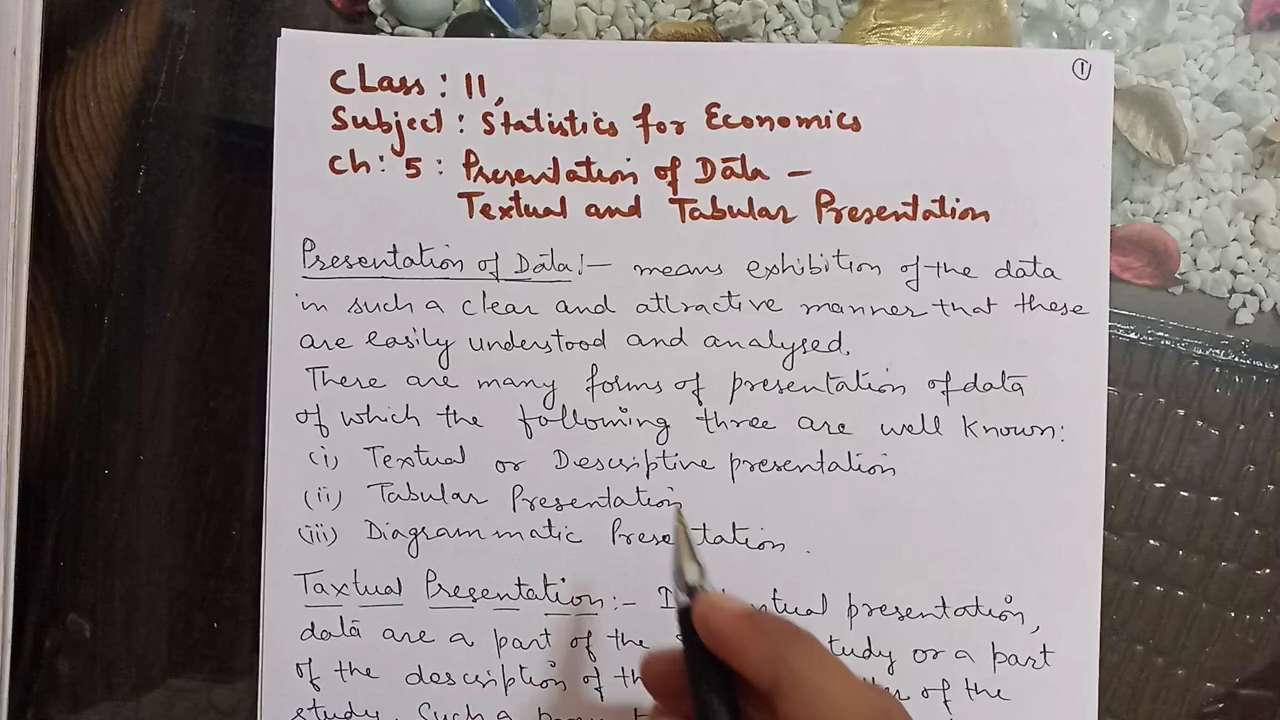 ①
Class : 11,
Subject : Statistics for Economics
Ch : 5 : Presentation of Data –
Textual and Tabular Presentation
Presentation of Data :– means exhibition of the data
in such a clear and attractive manner that these
are easily understood and analysed.
There are many forms of presentation of data
of which the following three are well known :
(i) Textual or Descriptive presentation
(ii) Tabular Presentation
(iii) Diagrammatic Presentation .
Taxtual Presentation :– presentation,
data are a part of the study or a part
of the description of of the
study. Such a